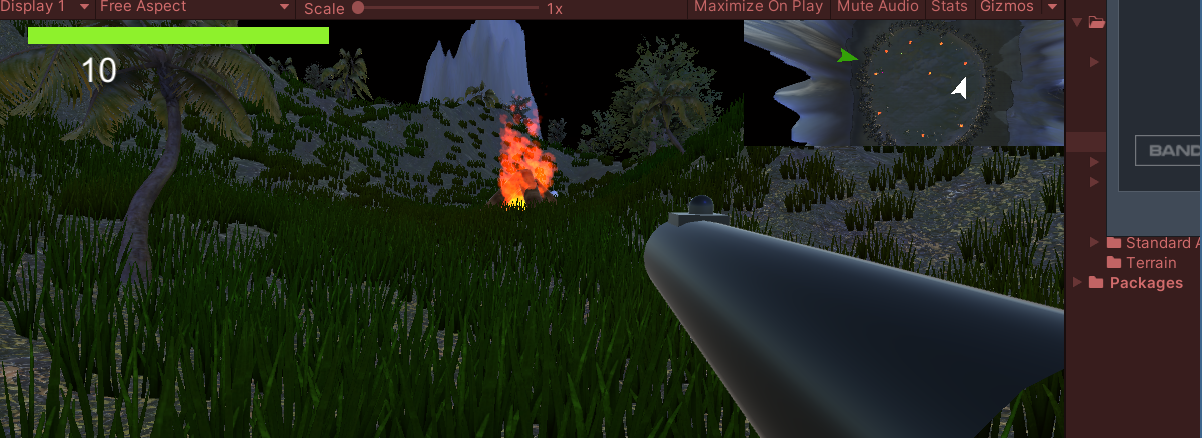 Display 1 Free Aspect Scale 1x Maximize On Play Mute Audio Stats Gizmos
10
BAND
Standard A
Terrain
Packages